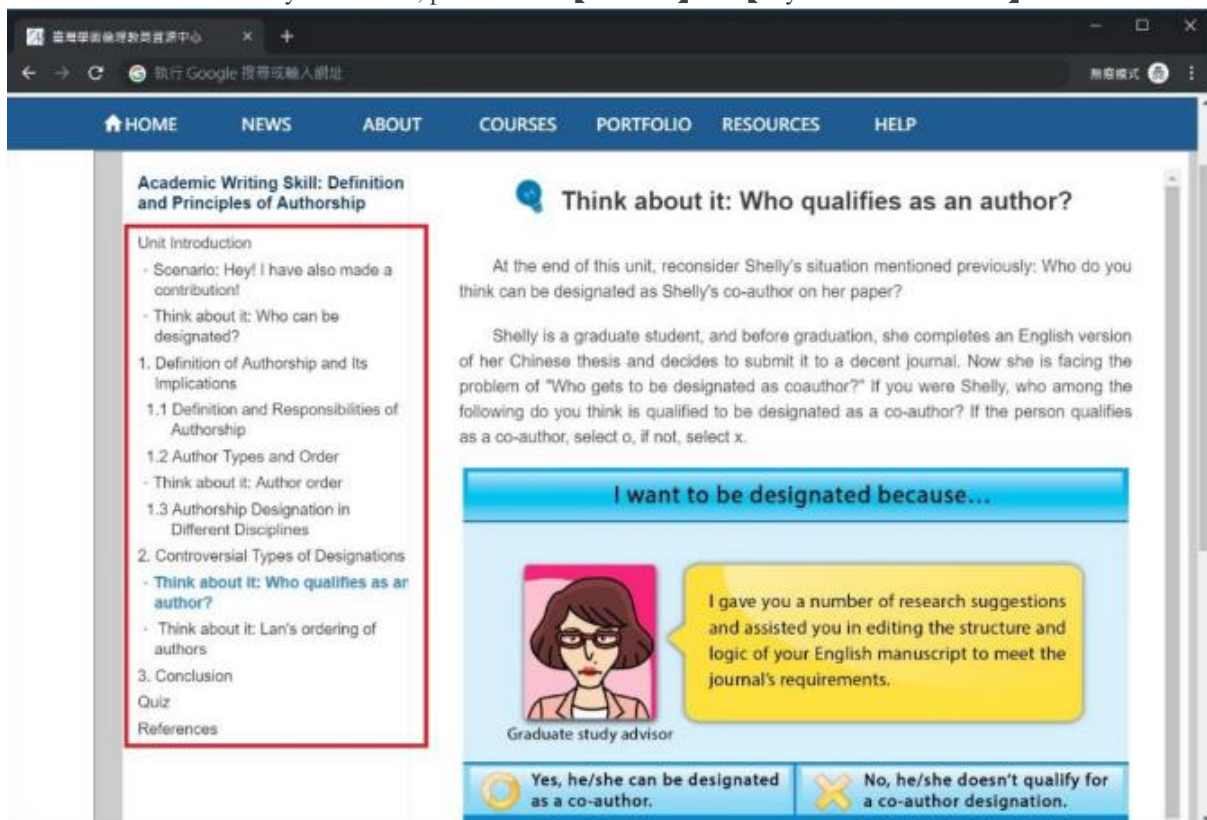 臺灣學術倫理教育資源中心
執行 Google 搜尋或輸入網址
無痕模式
HOME NEWS ABOUT COURSES PORTFOLIO RESOURCES HELP
Academic Writing Skill: Definition
and Principles of Authorship
Unit Introduction
- Scenario: Hey! I have also made a
contribution!
- Think about it: Who can be
designated?
1. Definition of Authorship and Its
Implications
1.1 Definition and Responsibilities of
Authorship
1.2 Author Types and Order
- Think about it: Author order
1.3 Authorship Designation in
Different Disciplines
2. Controversial Types of Designations
- Think about it: Who qualifies as an
author?
- Think about it: Lan's ordering of
authors
3. Conclusion
Quiz
References
Think about it: Who qualifies as an author?
At the end of this unit, reconsider Shelly's situation mentioned previously: Who do you
think can be designated as Shelly's co-author on her paper?
Shelly is a graduate student, and before graduation, she completes an English version
of her Chinese thesis and decides to submit it to a decent journal. Now she is facing the
problem of "Who gets to be designated as coauthor?" If you were Shelly, who among the
following do you think is qualified to be designated as a co-author? If the person qualifies
as a co-author, select o, if not, select x.
I want to be designated because...
I gave you a number of research suggestions
and assisted you in editing the structure and
logic of your English manuscript to meet the
journal's requirements.
Graduate study advisor
Yes, he/she can be designated
as a co-author.
No, he/she doesn't qualify for
a co-author designation.